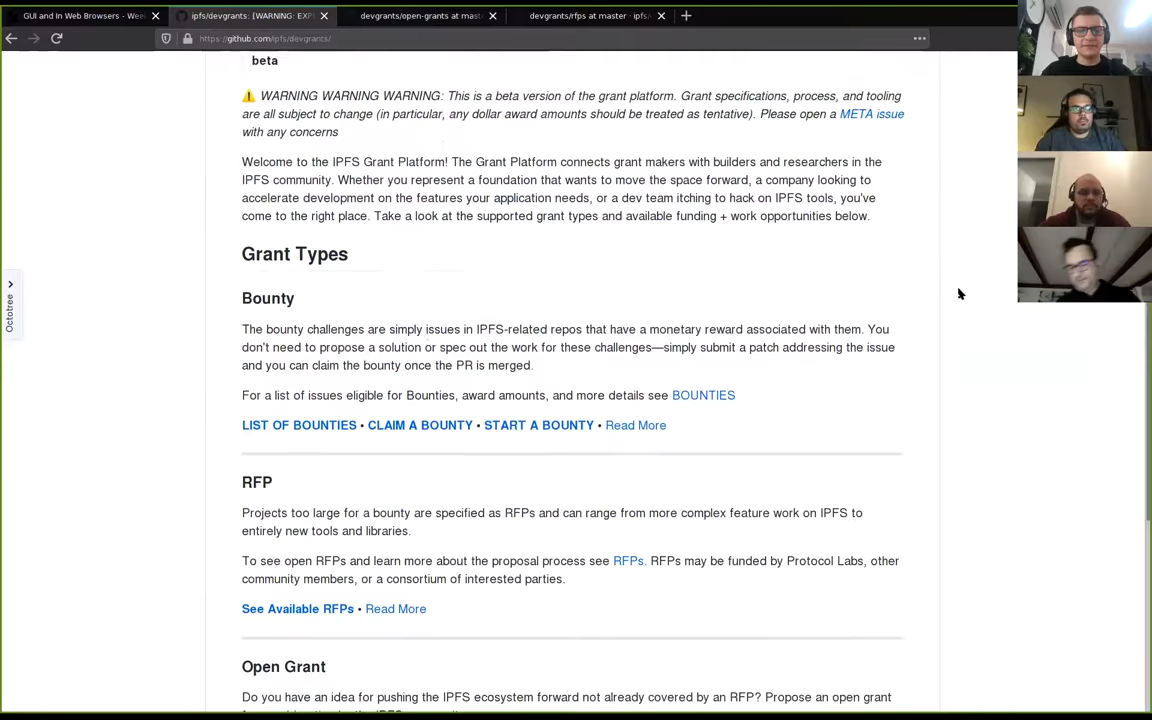 GUI and In Web Browsers - Wee
ipfs/devgrants: [WARNING: EXP
devgrants/open-grants at mast
devgrants/rfps at master · ipfs/
https://github.com/ipfs/devgrants/
beta
⚠️ WARNING WARNING WARNING: This is a beta version of the grant platform. Grant specifications, process, and tooling
are all subject to change (in particular, any dollar award amounts should be treated as tentative). Please open a META issue
with any concerns
Welcome to the IPFS Grant Platform! The Grant Platform connects grant makers with builders and researchers in the
IPFS community. Whether you represent a foundation that wants to move the space forward, a company looking to
accelerate development on the features your application needs, or a dev team itching to hack on IPFS tools, you've
come to the right place. Take a look at the supported grant types and available funding + work opportunities below.
Grant Types
Bounty
The bounty challenges are simply issues in IPFS-related repos that have a monetary reward associated with them. You
don't need to propose a solution or spec out the work for these challenges—simply submit a patch addressing the issue
and you can claim the bounty once the PR is merged.
For a list of issues eligible for Bounties, award amounts, and more details see BOUNTIES
LIST OF BOUNTIES • CLAIM A BOUNTY • START A BOUNTY • Read More
RFP
Projects too large for a bounty are specified as RFPs and can range from more complex feature work on IPFS to
entirely new tools and libraries.
To see open RFPs and learn more about the proposal process see RFPs. RFPs may be funded by Protocol Labs, other
community members, or a consortium of interested parties.
See Available RFPs • Read More
Open Grant
Do you have an idea for pushing the IPFS ecosystem forward not already covered by an RFP? Propose an open grant
Octotree